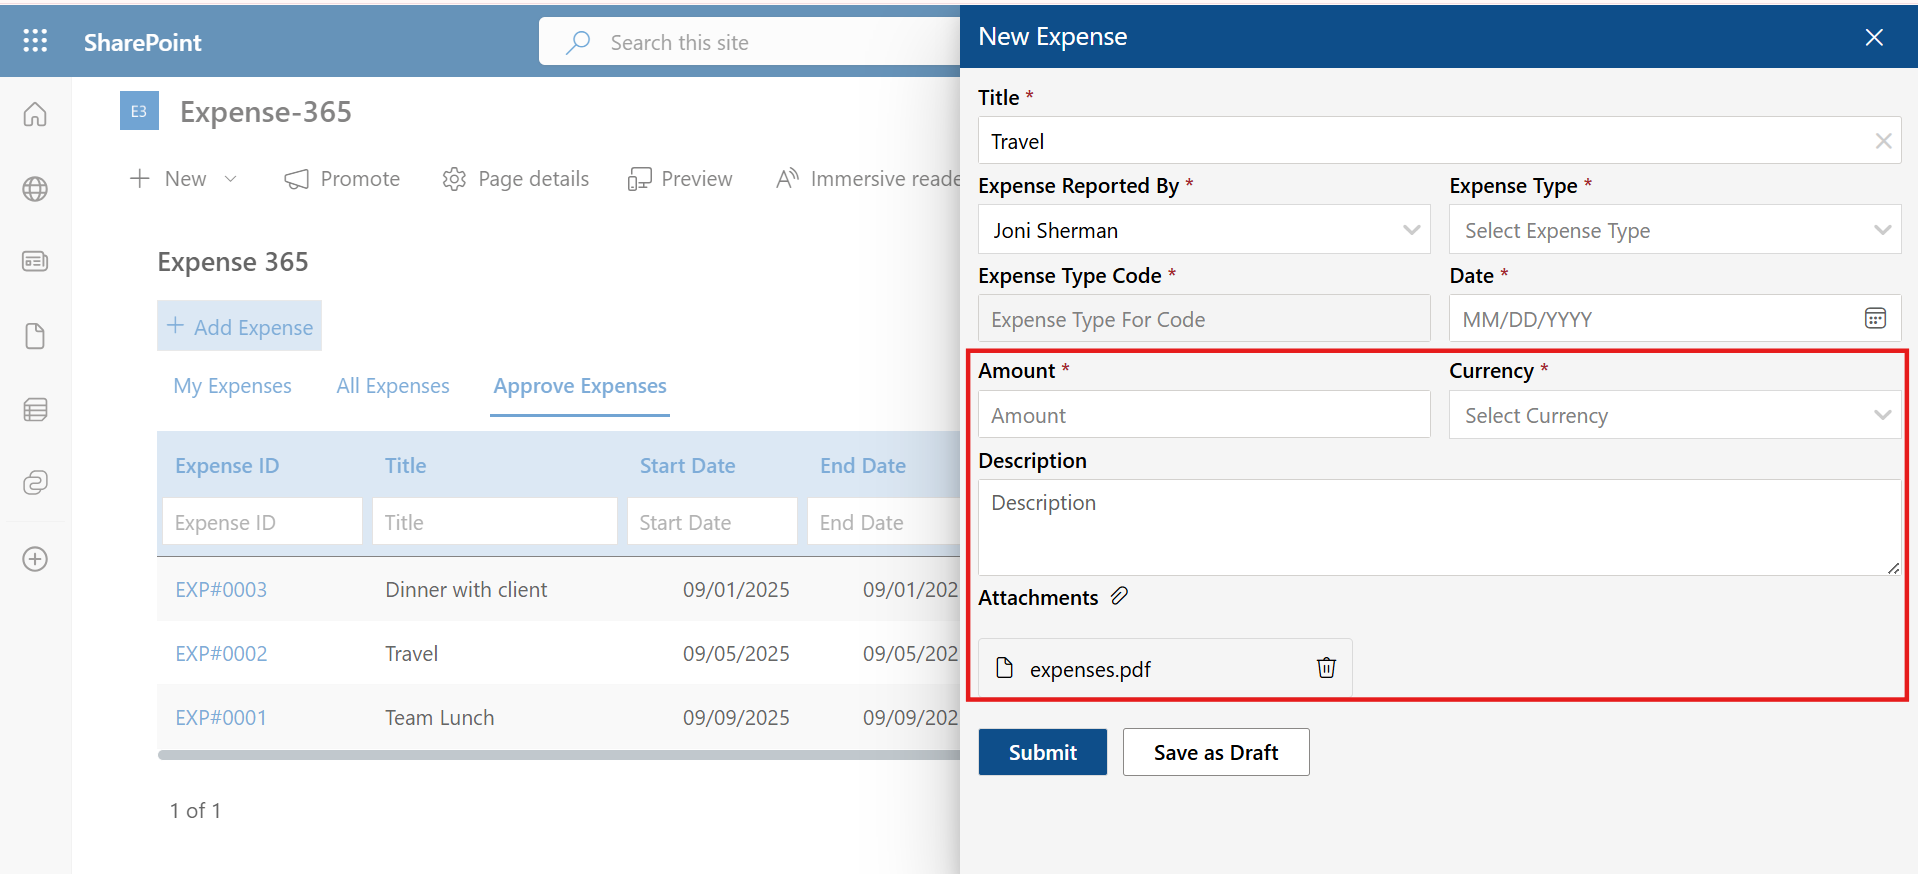 SharePoint
Search this site
E3
Expense-365
New
Promote
Page details
Preview
Immersive reade
Expense 365
Add Expense
My Expenses
All Expenses
Approve Expenses
Expense ID Title Start Date End Date
Expense ID Title Start Date End Date
EXP#0003 Dinner with client 09/01/2025 09/01/202
EXP#0002 Travel 09/05/2025 09/05/202
EXP#0001 Team Lunch 09/09/2025 09/09/202
1 of 1
New Expense
Title *
Travel
Expense Reported By * Expense Type *
Joni Sherman Select Expense Type
Expense Type Code * Date *
Expense Type For Code MM/DD/YYYY
Amount * Currency *
Amount Select Currency
Description
Description
Attachments
expenses.pdf
Submit Save as Draft